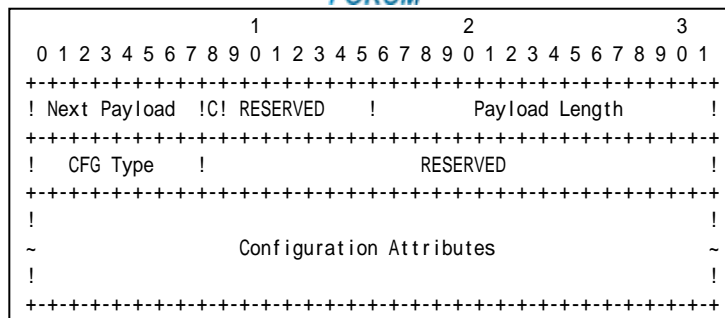 FORUM
1 2 3
0 1 2 3 4 5 6 7 8 9 0 1 2 3 4 5 6 7 8 9 0 1 2 3 4 5 6 7 8 9 0 1
+-+-+-+-+-+-+-+-+-+-+-+-+-+-+-+-+-+-+-+-+-+-+-+-+-+-+-+-+-+-+-+-+
! Next Payload !C! RESERVED ! Payload Length !
+-+-+-+-+-+-+-+-+-+-+-+-+-+-+-+-+-+-+-+-+-+-+-+-+-+-+-+-+-+-+-+-+
! CFG Type ! RESERVED !
+-+-+-+-+-+-+-+-+-+-+-+-+-+-+-+-+-+-+-+-+-+-+-+-+-+-+-+-+-+-+-+-+
! !
~ Configuration Attributes ~
! !
+-+-+-+-+-+-+-+-+-+-+-+-+-+-+-+-+-+-+-+-+-+-+-+-+-+-+-+-+-+-+-+-+